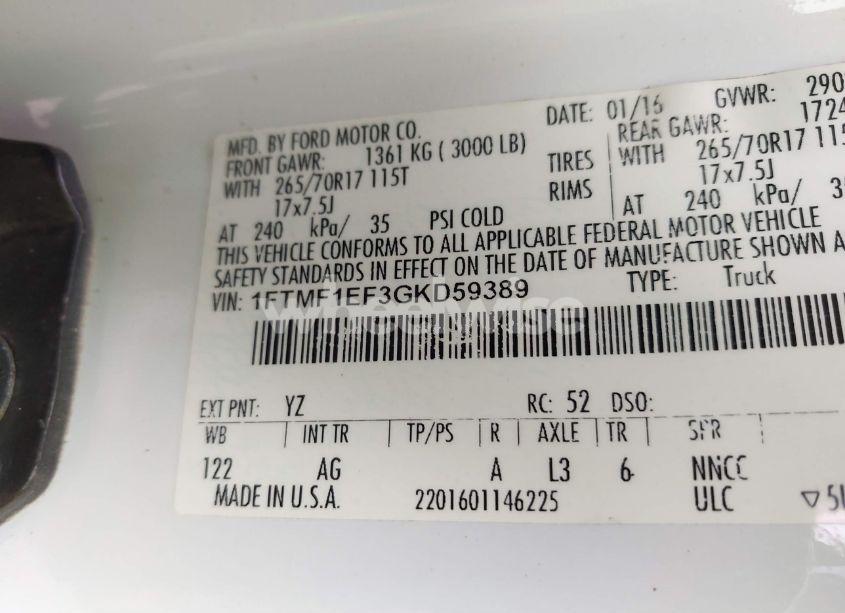 MFD. BY FORD MOTOR CO.
DATE: 01/16 GVWR: 290
FRONT GAWR: 1361 KG ( 3000 LB) REAR GAWR: 1724
WITH 265/70R17 115T TIRES WITH 265/70R17 115
17x7.5J RIMS 17x7.5J
AT 240 kPa/ 35 PSI COLD AT 240 kPa/ 3
THIS VEHICLE CONFORMS TO ALL APPLICABLE FEDERAL MOTOR VEHICLE
SAFETY STANDARDS IN EFFECT ON THE DATE OF MANUFACTURE SHOWN A
VIN: 1FTMF1EF3GKD59389 TYPE: Truck
wheelywise
EXT PNT: YZ RC: 52 DSO:
WB INT TR TP/PS R AXLE TR SPR
122 AG A L3 6 NNCC
MADE IN U.S.A. 2201601146225 ULC